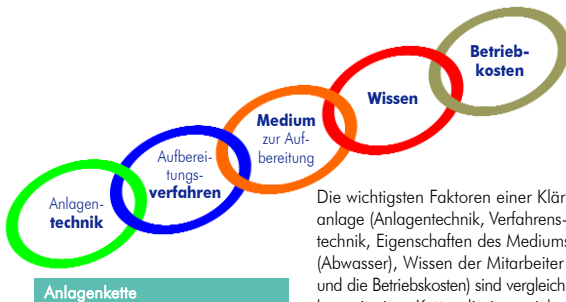 Betrieb-
kosten
Wissen
Medium
zur Auf-
bereitung
Aufberei-
tungs-
verfahren
Anlagen-
technik
Anlagenkette
Die wichtigsten Faktoren einer Klär
anlage (Anlagentechnik, Verfahrens
technik, Eigenschaften des Mediums
(Abwasser), Wissen der Mitarbeiter
und die Betriebskosten) sind vergleich